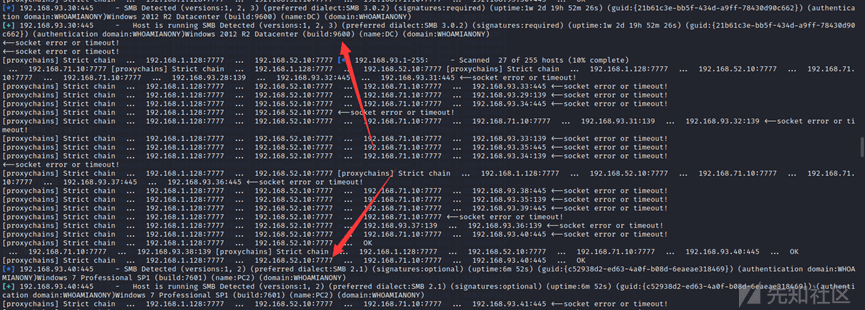 [*] 192.168.93.30:445 - SMB Detected (versions:1, 2, 3) (preferred dialect:SMB 3.0.2) (signatures:required) (uptime:1w 2d 19h 52m 26s) (guid:{21b61c3e-bb5f-434d-a9ff-78430d90c662}) (authentic
ation domain:WHOAMIANONY)Windows 2012 R2 Datacenter (build:9600) (name:DC) (domain:WHOAMIANONY)
[+] 192.168.93.30:445 - Host is running SMB Detected (versions:1, 2, 3) (preferred dialect:SMB 3.0.2) (signatures:required) (uptime:1w 2d 19h 52m 26s) (guid:{21b61c3e-bb5f-434d-a9ff-78430d90
c662}) (authentication domain:WHOAMIANONY)Windows 2012 R2 Datacenter (build:9600) (name:DC) (domain:WHOAMIANONY)
<--socket error or timeout!
<--socket error or timeout!
[proxychains] Strict chain ... 192.168.1.128:7777 ... 192.168.52.10:7777 [*] 192.168.93.1-255: - Scanned 27 of 255 hosts (10% complete)
... 192.168.71.10:7777 [proxychains] Strict chain ... 192.168.1.128:7777 ... 192.168.52.10:7777 ... 192.168.71.
10:7777 ... 192.168.93.28:139 ... 192.168.93.32:445 ... 192.168.93.31:445 <--socket error or timeout!
[proxychains] Strict chain ... 192.168.1.128:7777 ... 192.168.52.10:7777 ... 192.168.71.10:7777 ... 192.168.93.33:445 <--socket error or timeout!
[proxychains] Strict chain ... 192.168.1.128:7777 ... 192.168.52.10:7777 ... 192.168.71.10:7777 ... 192.168.93.29:139 <--socket error or timeout!
[proxychains] Strict chain ... 192.168.1.128:7777 ... 192.168.52.10:7777 ... 192.168.71.10:7777 ... 192.168.93.34:445 <--socket error or timeout!
[proxychains] Strict chain ... 192.168.1.128:7777 ... 192.168.52.10:7777 <--socket error or timeout!
[proxychains] Strict chain ... 192.168.1.128:7777 ... 192.168.52.10:7777 ... 192.168.71.10:7777 ... 192.168.71.10:7777 ... 192.168.93.31:139 ... 192.168.93.32:139 <--socket error or ti
meout!
[proxychains] Strict chain ... 192.168.1.128:7777 ... 192.168.52.10:7777 ... 192.168.71.10:7777 ... 192.168.93.33:139 <--socket error or timeout!
[proxychains] Strict chain ... 192.168.1.128:7777 ... 192.168.52.10:7777 ... 192.168.71.10:7777 ... 192.168.93.35:445 <--socket error or timeout!
[proxychains] Strict chain ... 192.168.1.128:7777 ... 192.168.52.10:7777 ... 192.168.71.10:7777 ... 192.168.93.34:139 <--socket error or timeout!
<--socket error or timeout!
[proxychains] Strict chain ... 192.168.1.128:7777 ... 192.168.52.10:7777 [proxychains] Strict chain ... 192.168.1.128:7777 ... 192.168.52.10:7777 ... 192.168.71.10:7777 ... 192.168.71.
10:7777 ... 192.168.93.37:445 ... 192.168.93.36:445 <--socket error or timeout!
[proxychains] Strict chain ... 192.168.1.128:7777 ... 192.168.52.10:7777 ... 192.168.71.10:7777 ... 192.168.93.38:445 <--socket error or timeout!
[proxychains] Strict chain ... 192.168.1.128:7777 ... 192.168.52.10:7777 ... 192.168.71.10:7777 ... 192.168.93.35:139 <--socket error or timeout!
[proxychains] Strict chain ... 192.168.1.128:7777 ... 192.168.52.10:7777 ... 192.168.71.10:7777 ... 192.168.93.39:445 <--socket error or timeout!
[proxychains] Strict chain ... 192.168.1.128:7777 ... 192.168.52.10:7777 ... 192.168.71.10:7777 <--socket error or timeout!
[proxychains] Strict chain ... 192.168.1.128:7777 ... 192.168.52.10:7777 ... 192.168.71.10:7777 ... 192.168.93.37:139 ... 192.168.93.36:139 <--socket error or timeout!
[proxychains] Strict chain ... 192.168.1.128:7777 ... 192.168.52.10:7777 ... 192.168.71.10:7777 ... 192.168.93.40:445 <--socket error or timeout!
[proxychains] Strict chain ... 192.168.1.128:7777 ... 192.168.52.10:7777 ... OK
... 192.168.71.10:7777 ... 192.168.93.38:139 [proxychains] Strict chain ... 192.168.1.128:7777 ... 192.168.52.10:7777 ... 192.168.71.10:7777 ... 192.168.93.40:445 ... OK
[proxychains] Strict chain ... 192.168.1.128:7777 ... 192.168.52.10:7777 ... 192.168.71.10:7777 ... 192.168.93.40:445 ... OK
[*] 192.168.93.40:445 - SMB Detected (versions:1, 2) (preferred dialect:SMB 2.1) (signatures:optional) (uptime:6m 52s) (guid:{c52938d2-ed63-4a0f-b08d-6eaeae318469}) (authentication domain:WHOA
MIANONY)Windows 7 Professional SP1 (build:7601) (name:PC2) (domain:WHOAMIANONY)
[+] 192.168.93.40:445 - Host is running SMB Detected (versions:1, 2) (preferred dialect:SMB 2.1) (signatures:optional) (uptime:6m 52s) (guid:{c52938d2-ed63-4a0f-b08d-6eaeae318469}) (authenti
cation domain:WHOAMIANONY)Windows 7 Professional SP1 (build:7601) (name:PC2) (domain:WHOAMIANONY)
[proxychains] Strict chain ... 192.168.1.128:7777 ... 192.168.52.10:7777 ... 192.168.71.10:7777 ... 192.168.93.41:445 <--socket error or timeout!
先知社区